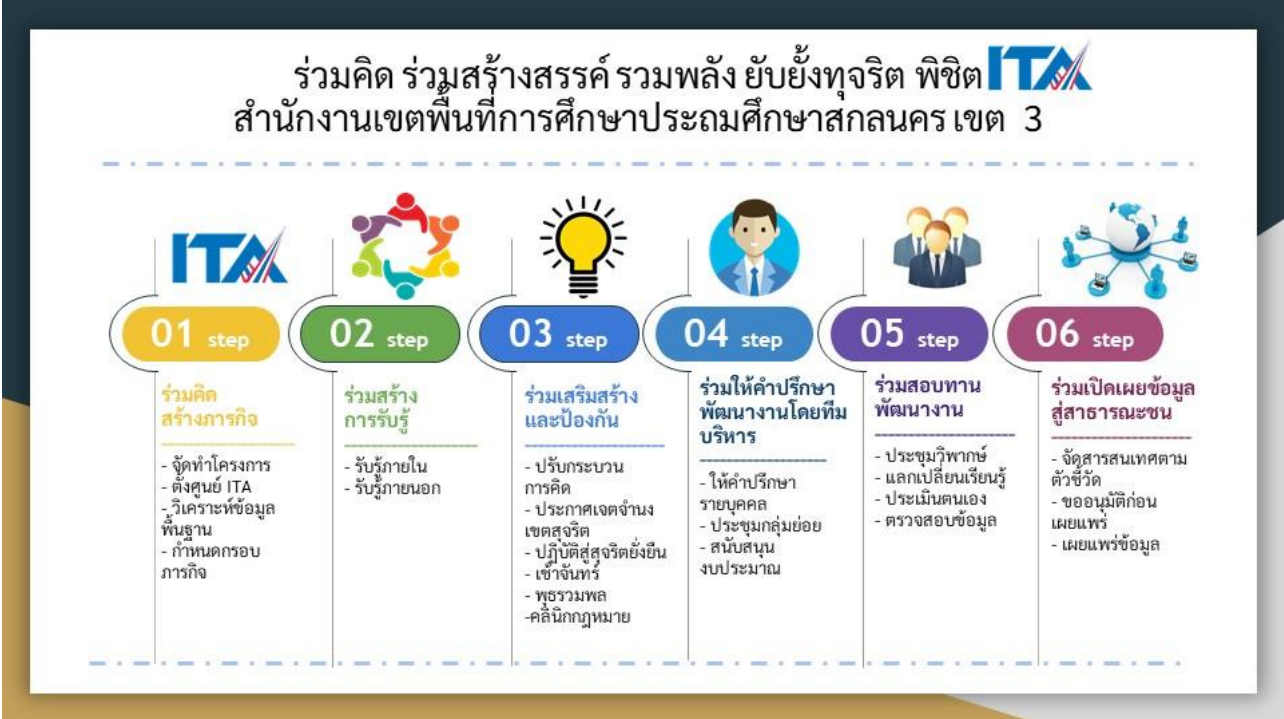 ร่วมคิด ร่วมสร้างสรรค์ รวมพลัง ยับยั้งทุจริต พิชิต ITA
สำนักงานเขตพื้นที่การศึกษาประถมศึกษาสกลนคร เขต 3
ITA
01 step
ร่วมคิด
สร้างภารกิจ
- จัดทำโครงการ
- ตั้งศูนย์ ITA
- วิเคราะห์ข้อมูล
พื้นฐาน
- กำหนดกรอบ
ภารกิจ
02 step
ร่วมสร้าง
การรับรู้
- รับรู้ภายใน
- รับรู้ภายนอก
03 step
ร่วมเสริมสร้าง
และป้องกัน
- ปรับกระบวน
การคิด
- ประกาศเจตจำนง
เขตสุจริต
- ปฏิบัติสู่สุจริตยั่งยืน
- เช้าจันทร์
- พุธรวมพล
-คลินิกกฎหมาย
04 step
ร่วมให้คำปรึกษา
พัฒนางานโดยทีม
บริหาร
- ให้คำปรึกษา
รายบุคคล
- ประชุมกลุ่มย่อย
- สนับสนุน
งบประมาณ
05 step
ร่วมสอบทาน
พัฒนางาน
- ประชุมวิพากษ์
- แลกเปลี่ยนเรียนรู้
- ประเมินตนเอง
- ตรวจสอบข้อมูล
06 step
ร่วมเปิดเผยข้อมูล
สู่สาธารณะชน
- จัดสารสนเทศตาม
ตัวชี้วัด
- ขออนุมัติก่อน
เผยแพร่
- เผยแพร่ข้อมูล